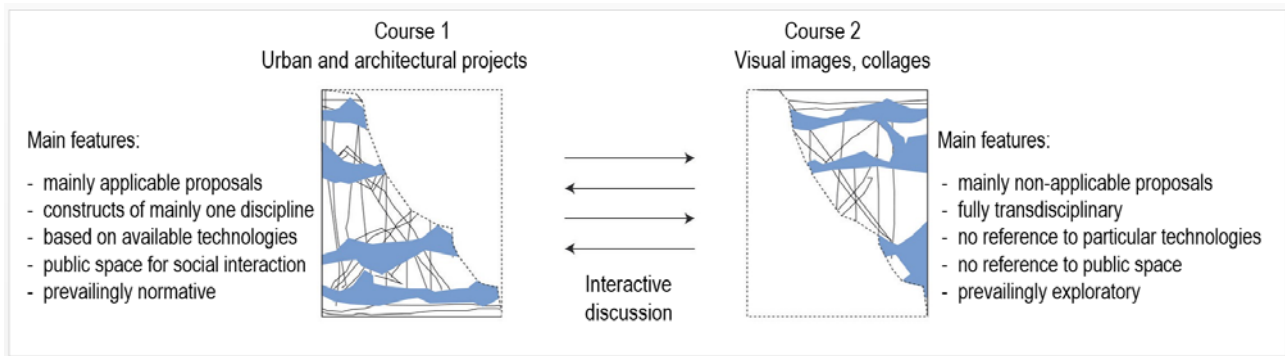 Course 1
Urban and architectural projects
Main features:
- mainly applicable proposals
- constructs of mainly one discipline
- based on available technologies
- public space for social interaction
- prevailingly normative
Interactive
discussion
Course 2
Visual images, collages
Main features:
- mainly non-applicable proposals
- fully transdisciplinary
- no reference to particular technologies
- no reference to public space
- prevailingly exploratory